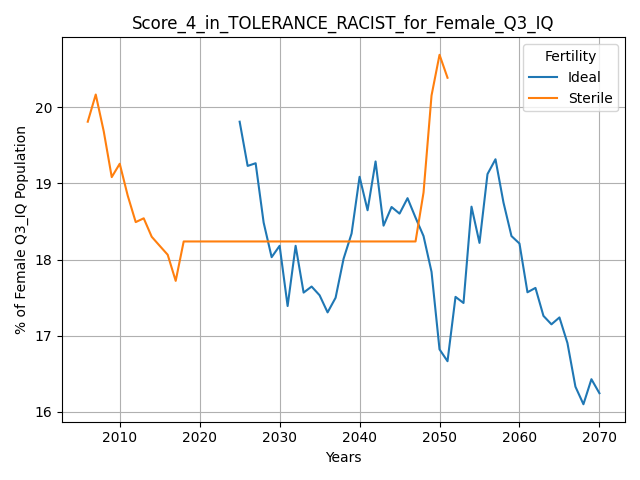 Score_4_in_TOLERANCE_RACIST_for_Female_Q3_IQ
Fertility
Ideal
Sterile
% of Female Q3_IQ Population
20
19
18
17
16
2010
2020
2030
2040
2050
2060
2070
Years